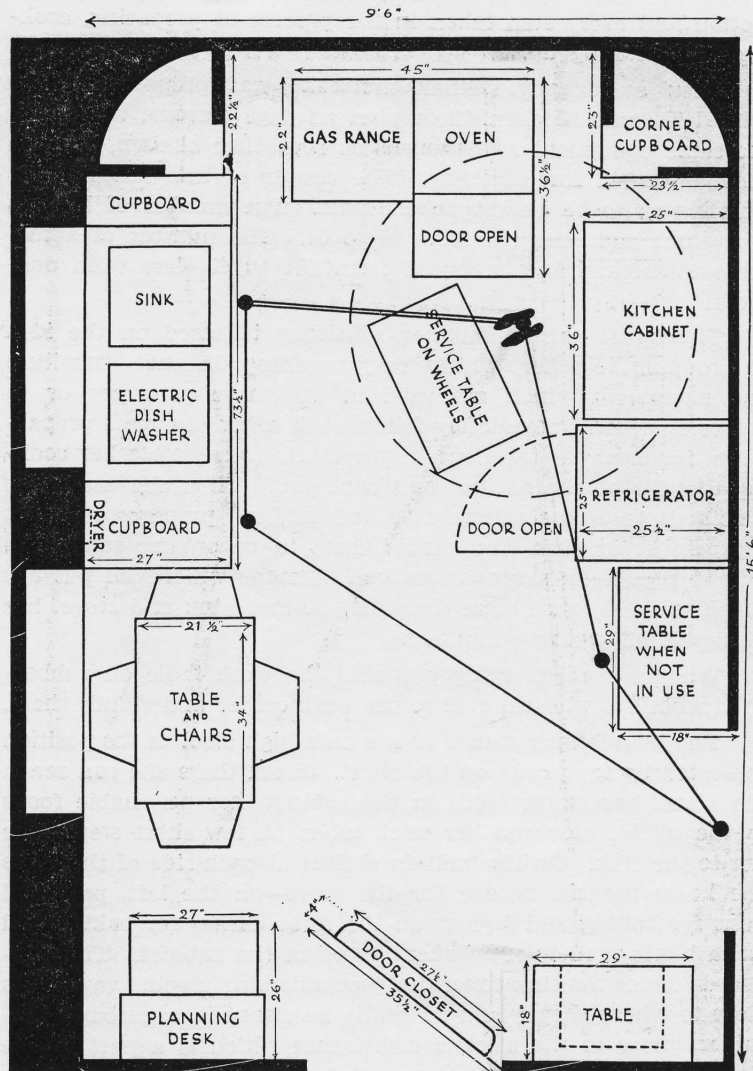 9'6"
45"
22½"
22"
GAS RANGE
OVEN
36½"
23"
CORNER
CUPBOARD
23½
CUPBOARD
DOOR OPEN
25"
SINK
SERVICE TABLE
ON WHEELS
36"
KITCHEN
CABINET
73½"
ELECTRIC
DISH
WASHER
25"
REFRIGERATOR
25½"
DRYER
CUPBOARD
27"
DOOR OPEN
15'6"
21½"
29"
SERVICE
TABLE
WHEN
NOT
IN USE
TABLE
AND
CHAIRS
34"
18"
27"
4"
DOOR CLOSET
27½
35½"
29"
26"
PLANNING
DESK
18"
TABLE